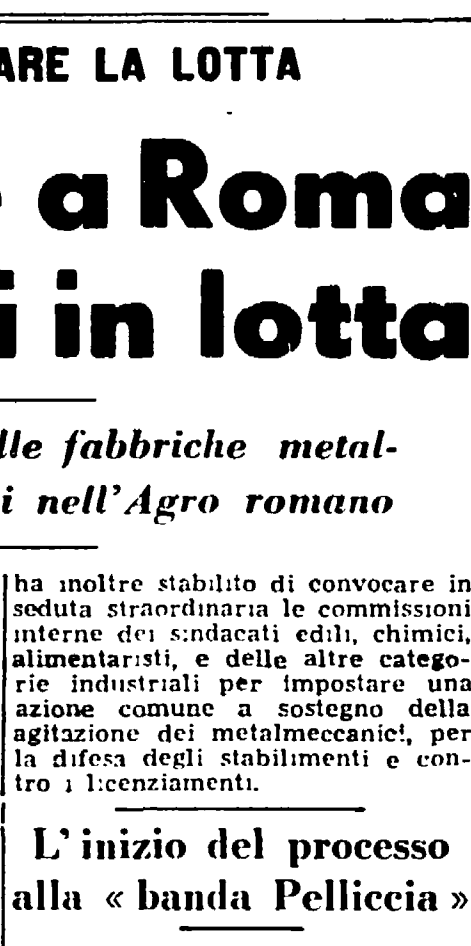 ARE LA LOTTA
a Roma
i in lotta
lle fabbriche metal-
i nell'Agro romano
ha inoltre stabilito di convocare in
seduta straordinaria le commissioni
interne dei sindacati edili, chimici,
alimentaristi, e delle altre catego-
rie industriali per impostare una
azione comune a sostegno della
agitazione dei metalmeccanici, per
la difesa degli stabilimenti e con-
tro i licenziamenti.
L'inizio del processo
alla « banda Pelliccia »